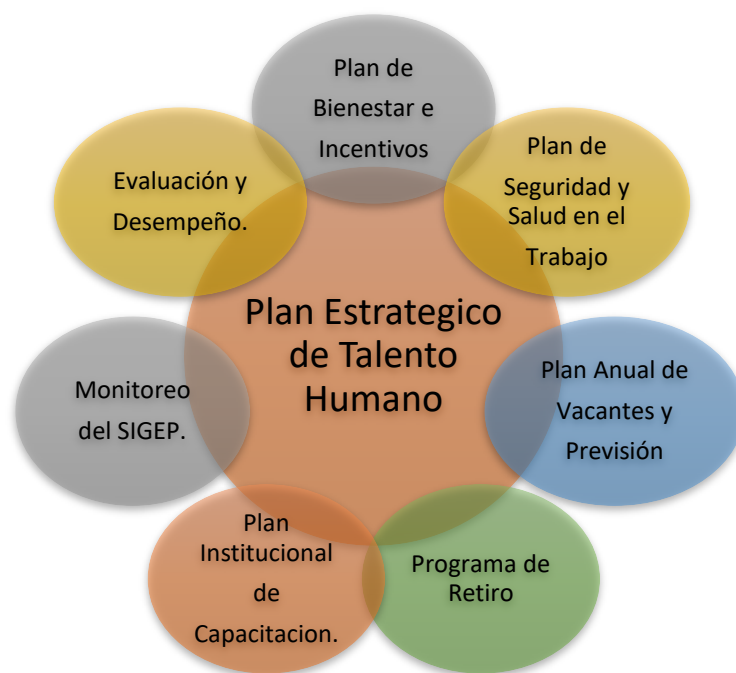 Plan de
Bienestar e
Incentivos
Plan de
Seguridad y
Salud en el
Trabajo
Plan Anual de
Vacantes y
Previsión
Programa de
Retiro
Plan
Institucional
de
Capacitacion.
Monitoreo
del SIGEP.
Evaluación y
Desempeño.
Plan Estrategico
de Talento
Humano